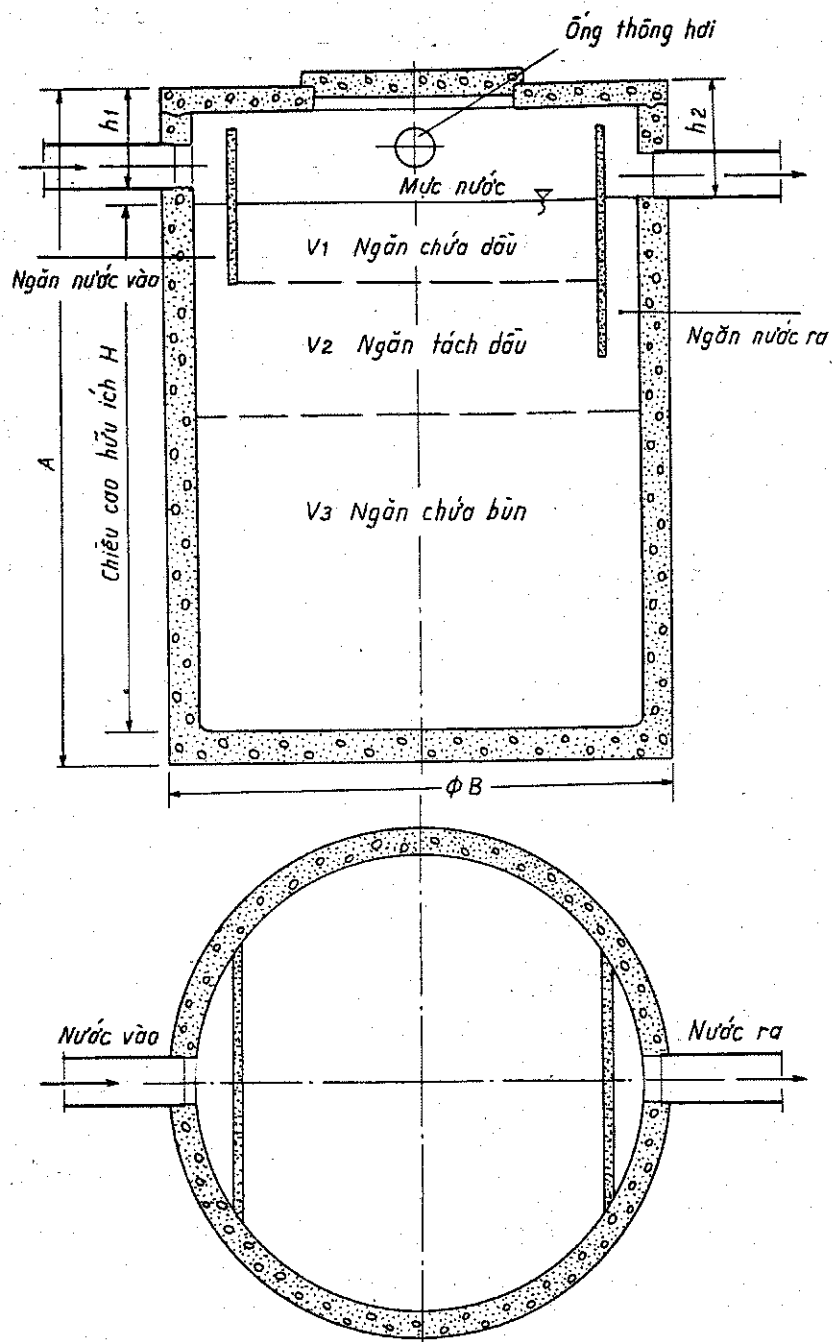 Ống thông hơi
h1
h2
Mực nước
V1 Ngăn chứa dầu
Ngăn nước vào
V2 Ngăn tách dầu
Ngăn nước ra
A
Chiều cao hữu ích H
V3 Ngăn chứa bùn
ϕB
Nước vào
Nước ra